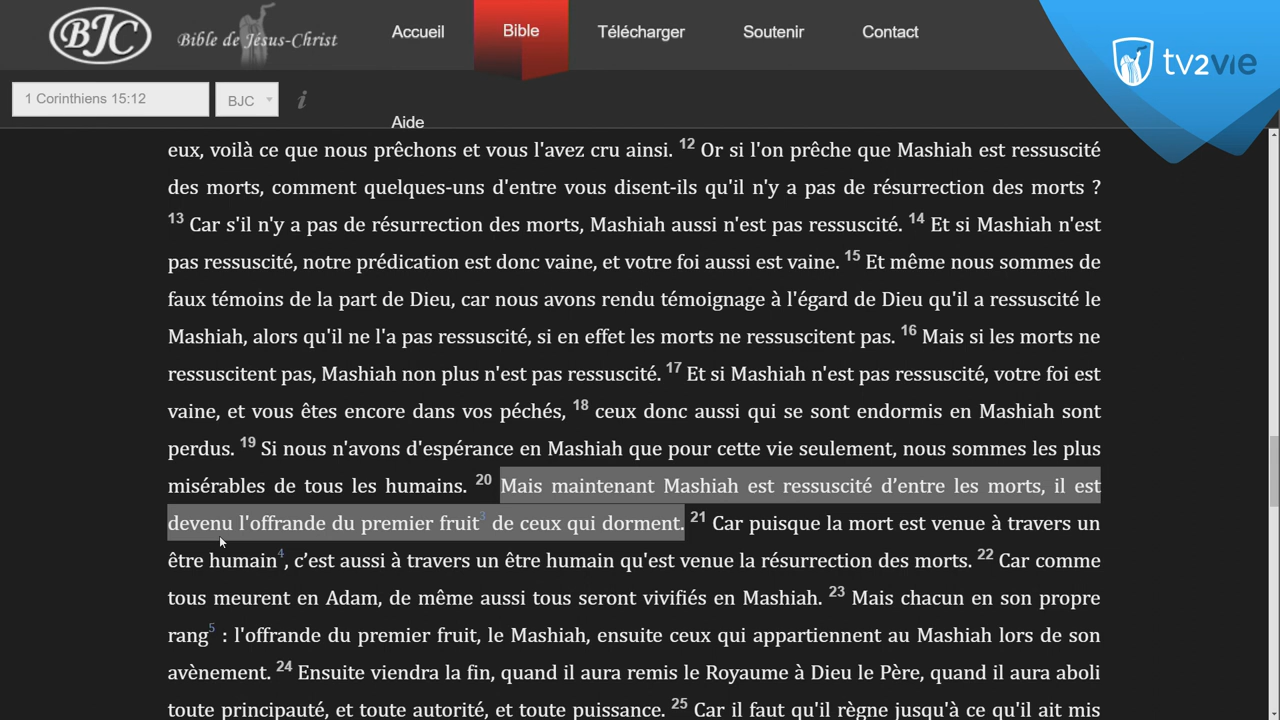 BJC Bible de Jésus-Christ Accueil Bible Télécharger Soutenir Contact
tv2vie
1 Corinthiens 15:12 BJC i
Aide
eux, voilà ce que nous prêchons et vous l'avez cru ainsi. 12 Or si l'on prêche que Mashiah est ressuscité
des morts, comment quelques-uns d'entre vous disent-ils qu'il n'y a pas de résurrection des morts ?
13 Car s'il n'y a pas de résurrection des morts, Mashiah aussi n'est pas ressuscité. 14 Et si Mashiah n'est
pas ressuscité, notre prédication est donc vaine, et votre foi aussi est vaine. 15 Et même nous sommes de
faux témoins de la part de Dieu, car nous avons rendu témoignage à l'égard de Dieu qu'il a ressuscité le
Mashiah, alors qu'il ne l'a pas ressuscité, si en effet les morts ne ressuscitent pas. 16 Mais si les morts ne
ressuscitent pas, Mashiah non plus n'est pas ressuscité. 17 Et si Mashiah n'est pas ressuscité, votre foi est
vaine, et vous êtes encore dans vos péchés, 18 ceux donc aussi qui se sont endormis en Mashiah sont
perdus. 19 Si nous n'avons d'espérance en Mashiah que pour cette vie seulement, nous sommes les plus
misérables de tous les humains. 20 Mais maintenant Mashiah est ressuscité d’entre les morts, il est
devenu l'offrande du premier fruit3 de ceux qui dorment. 21 Car puisque la mort est venue à travers un
être humain4, c’est aussi à travers un être humain qu'est venue la résurrection des morts. 22 Car comme
tous meurent en Adam, de même aussi tous seront vivifiés en Mashiah. 23 Mais chacun en son propre
rang5 : l'offrande du premier fruit, le Mashiah, ensuite ceux qui appartiennent au Mashiah lors de son
avènement. 24 Ensuite viendra la fin, quand il aura remis le Royaume à Dieu le Père, quand il aura aboli
toute principauté, et toute autorité, et toute puissance. 25 Car il faut qu'il règne jusqu'à ce qu'il ait mis